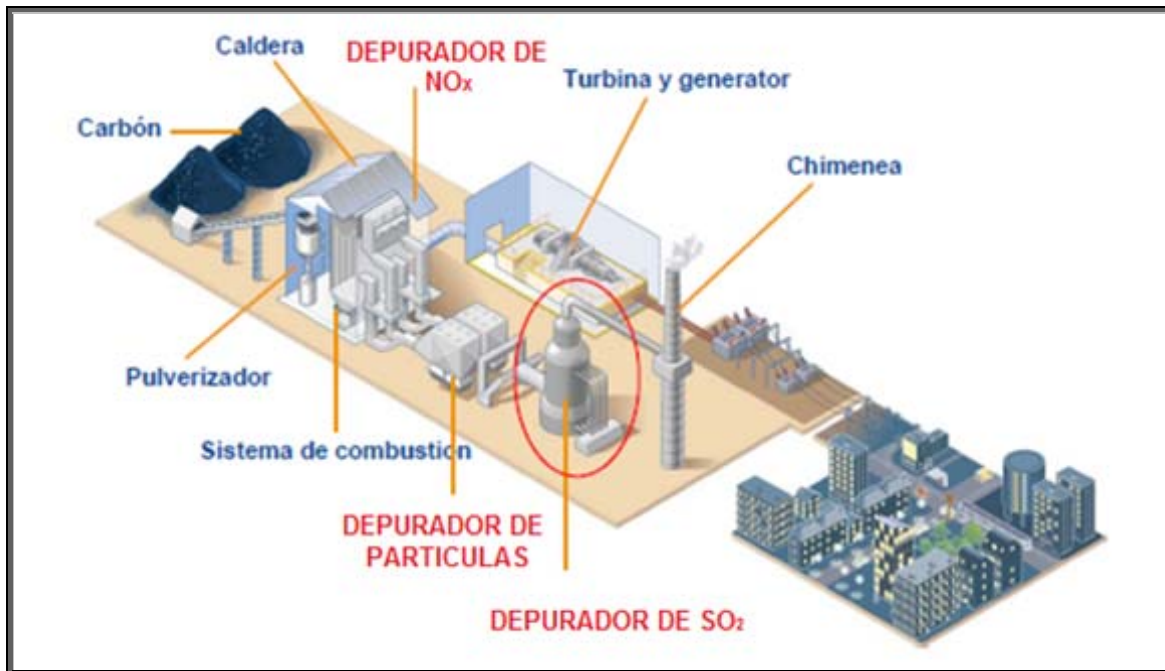 Caldera
DEPURADOR DE
NOx
Turbina y generator
Carbón
Chimenea
Pulverizador
Sistema de combustion
DEPURADOR DE
PARTICULAS
DEPURADOR DE SO₂